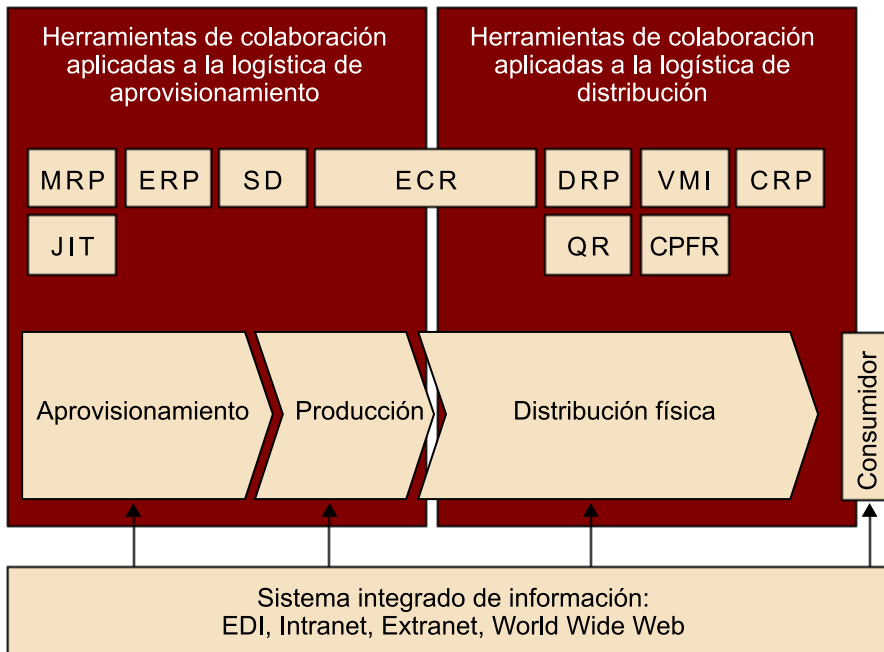 Herramientas de colaboración
aplicadas a la logística de
aprovisionamiento
Herramientas de colaboración
aplicadas a la logística de
distribución
MRP
ERP
SD
ECR
DRP
VMI
CRP
JIT
QR
CPFR
Aprovisionamiento
Producción
Distribución física
Consumidor
Sistema integrado de información:
EDI, Intranet, Extranet, World Wide Web